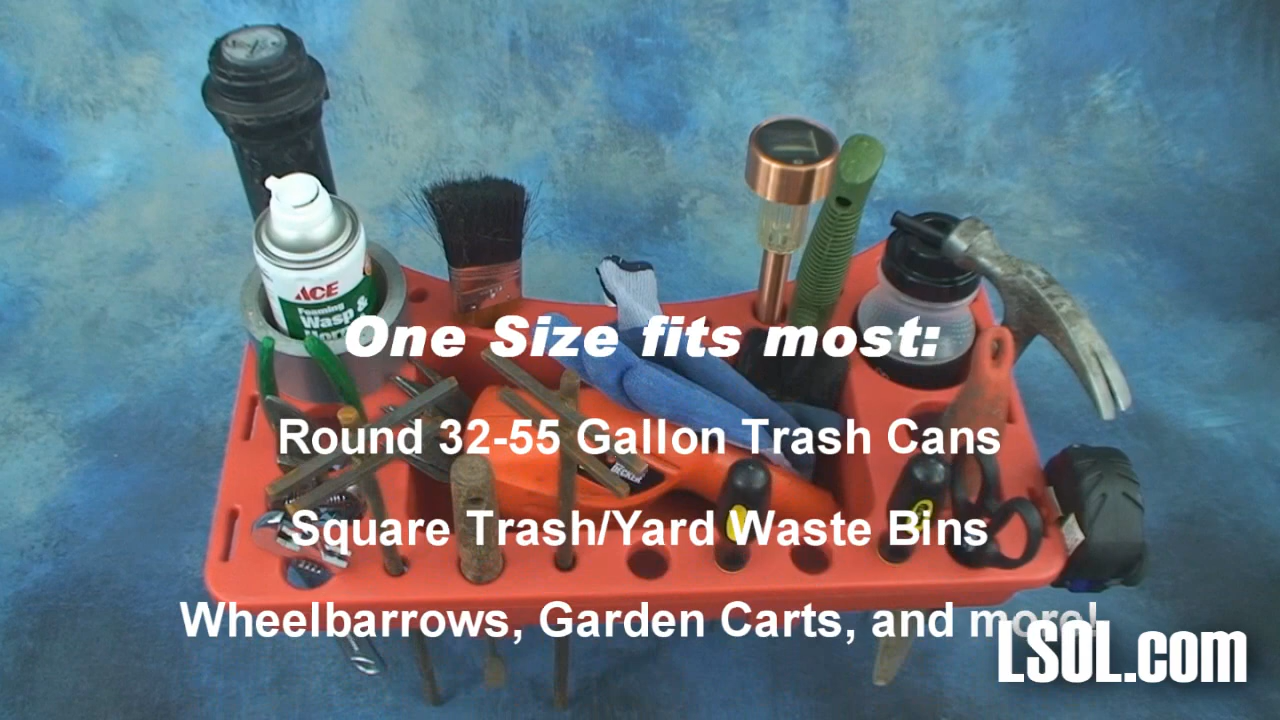 ACE
Foaming
Wasp &
One Size fits most:
Round 32-55 Gallon Trash Cans
Square Trash/Yard Waste Bins
Wheelbarrows, Garden Carts, and more!
LSOL.com